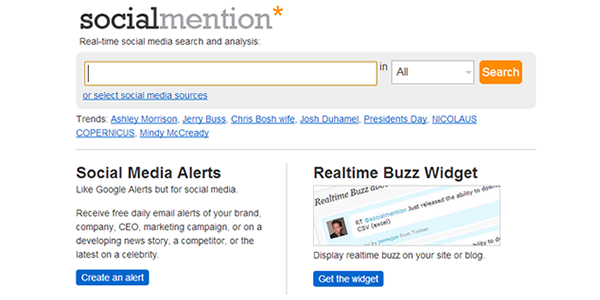 socialmention*
Real-time social media search and analysis:
in All Search
or select social media sources
Trends: Ashley Morrison, Jerry Buss, Chris Bosh wife, Josh Duhamel, Presidents Day, NICOLAUS
COPERNICUS, Mindy McCready
Social Media Alerts
Like Google Alerts but for social media.
Receive free daily email alerts of your brand,
company, CEO, marketing campaign, or on a
developing news story, a competitor, or the
latest on a celebrity.
Create an alert
Realtime Buzz Widget
Realtime Buzz abo
RT @socialmention Just released the ability to down
CSV (excel)
Display realtime buzz on your site or blog.
Get the widget